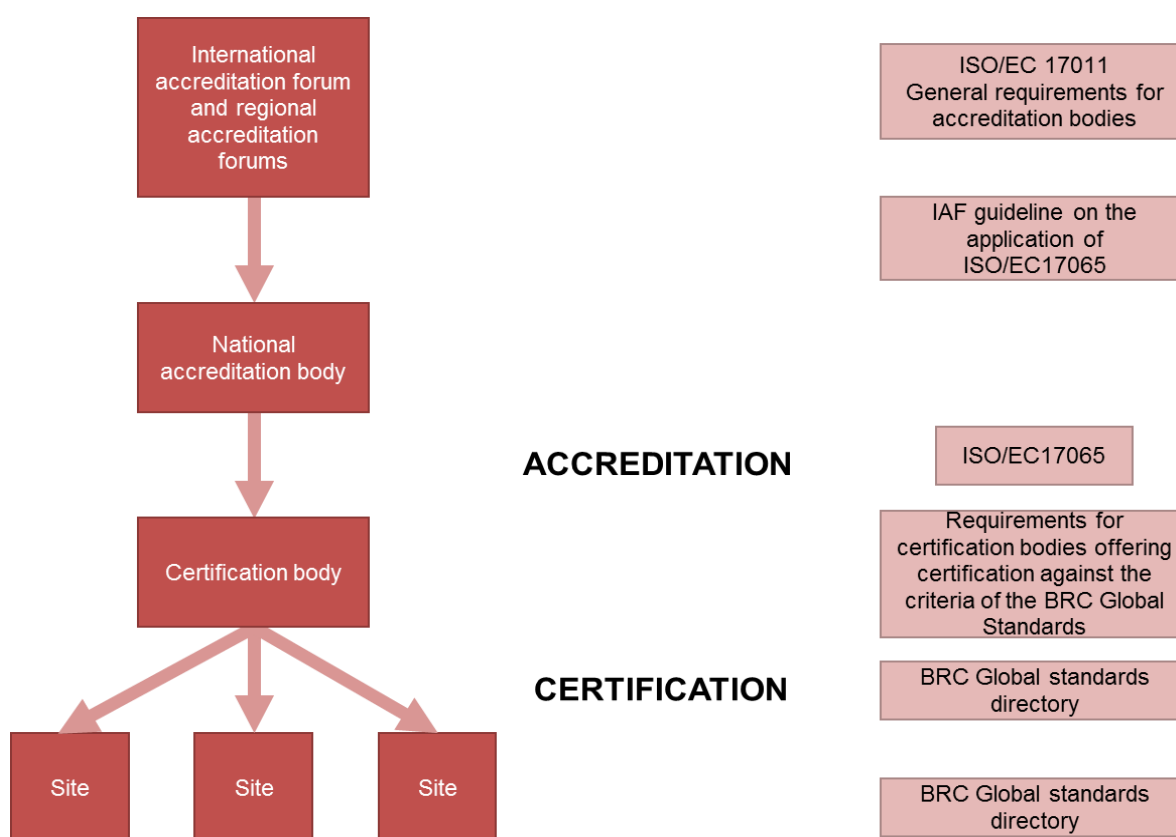 International
accreditation forum
and regional
accreditation
forums
ISO/EC 17011
General requirements for
accreditation bodies
IAF guideline on the
application of
ISO/EC17065
National
accreditation body
ACCREDITATION
ISO/EC17065
Certification body
Requirements for
certification bodies offering
certification against the
criteria of the BRC Global
Standards
CERTIFICATION
BRC Global standards
directory
Site
Site
Site
BRC Global standards
directory